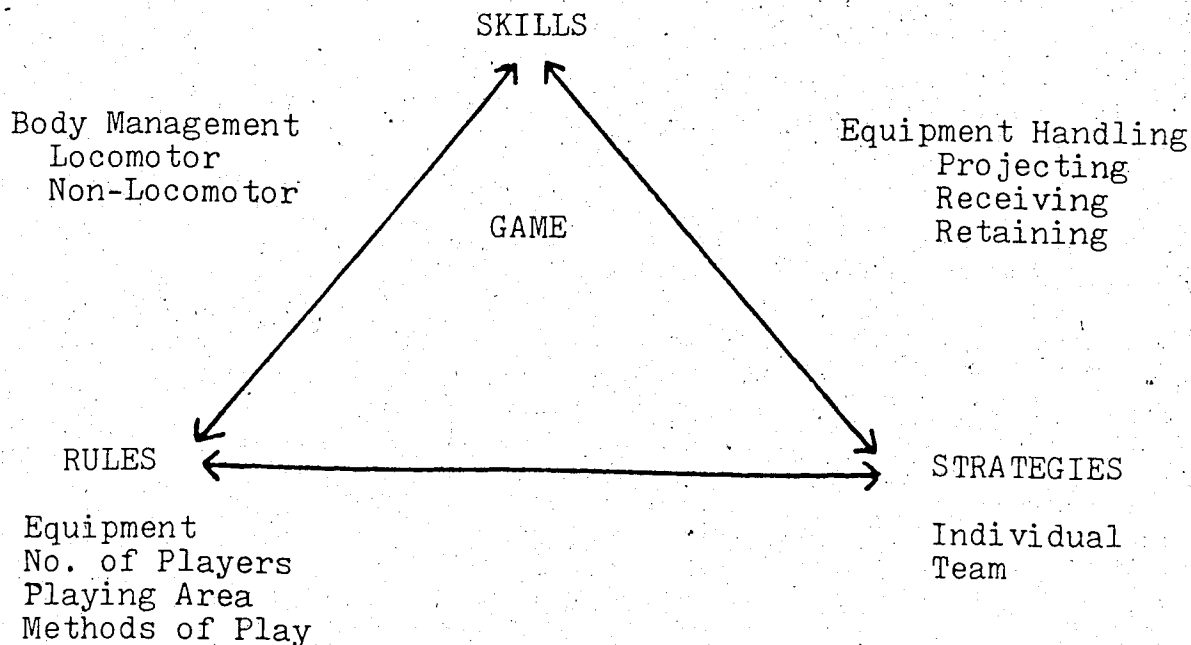 SKILLS
Body Management
Locomotor
Non-Locomotor
Equipment Handling
Projecting
Receiving
Retaining
GAME
RULES
Equipment
No. of Players
Playing Area
Methods of Play
STRATEGIES
Individual
Team